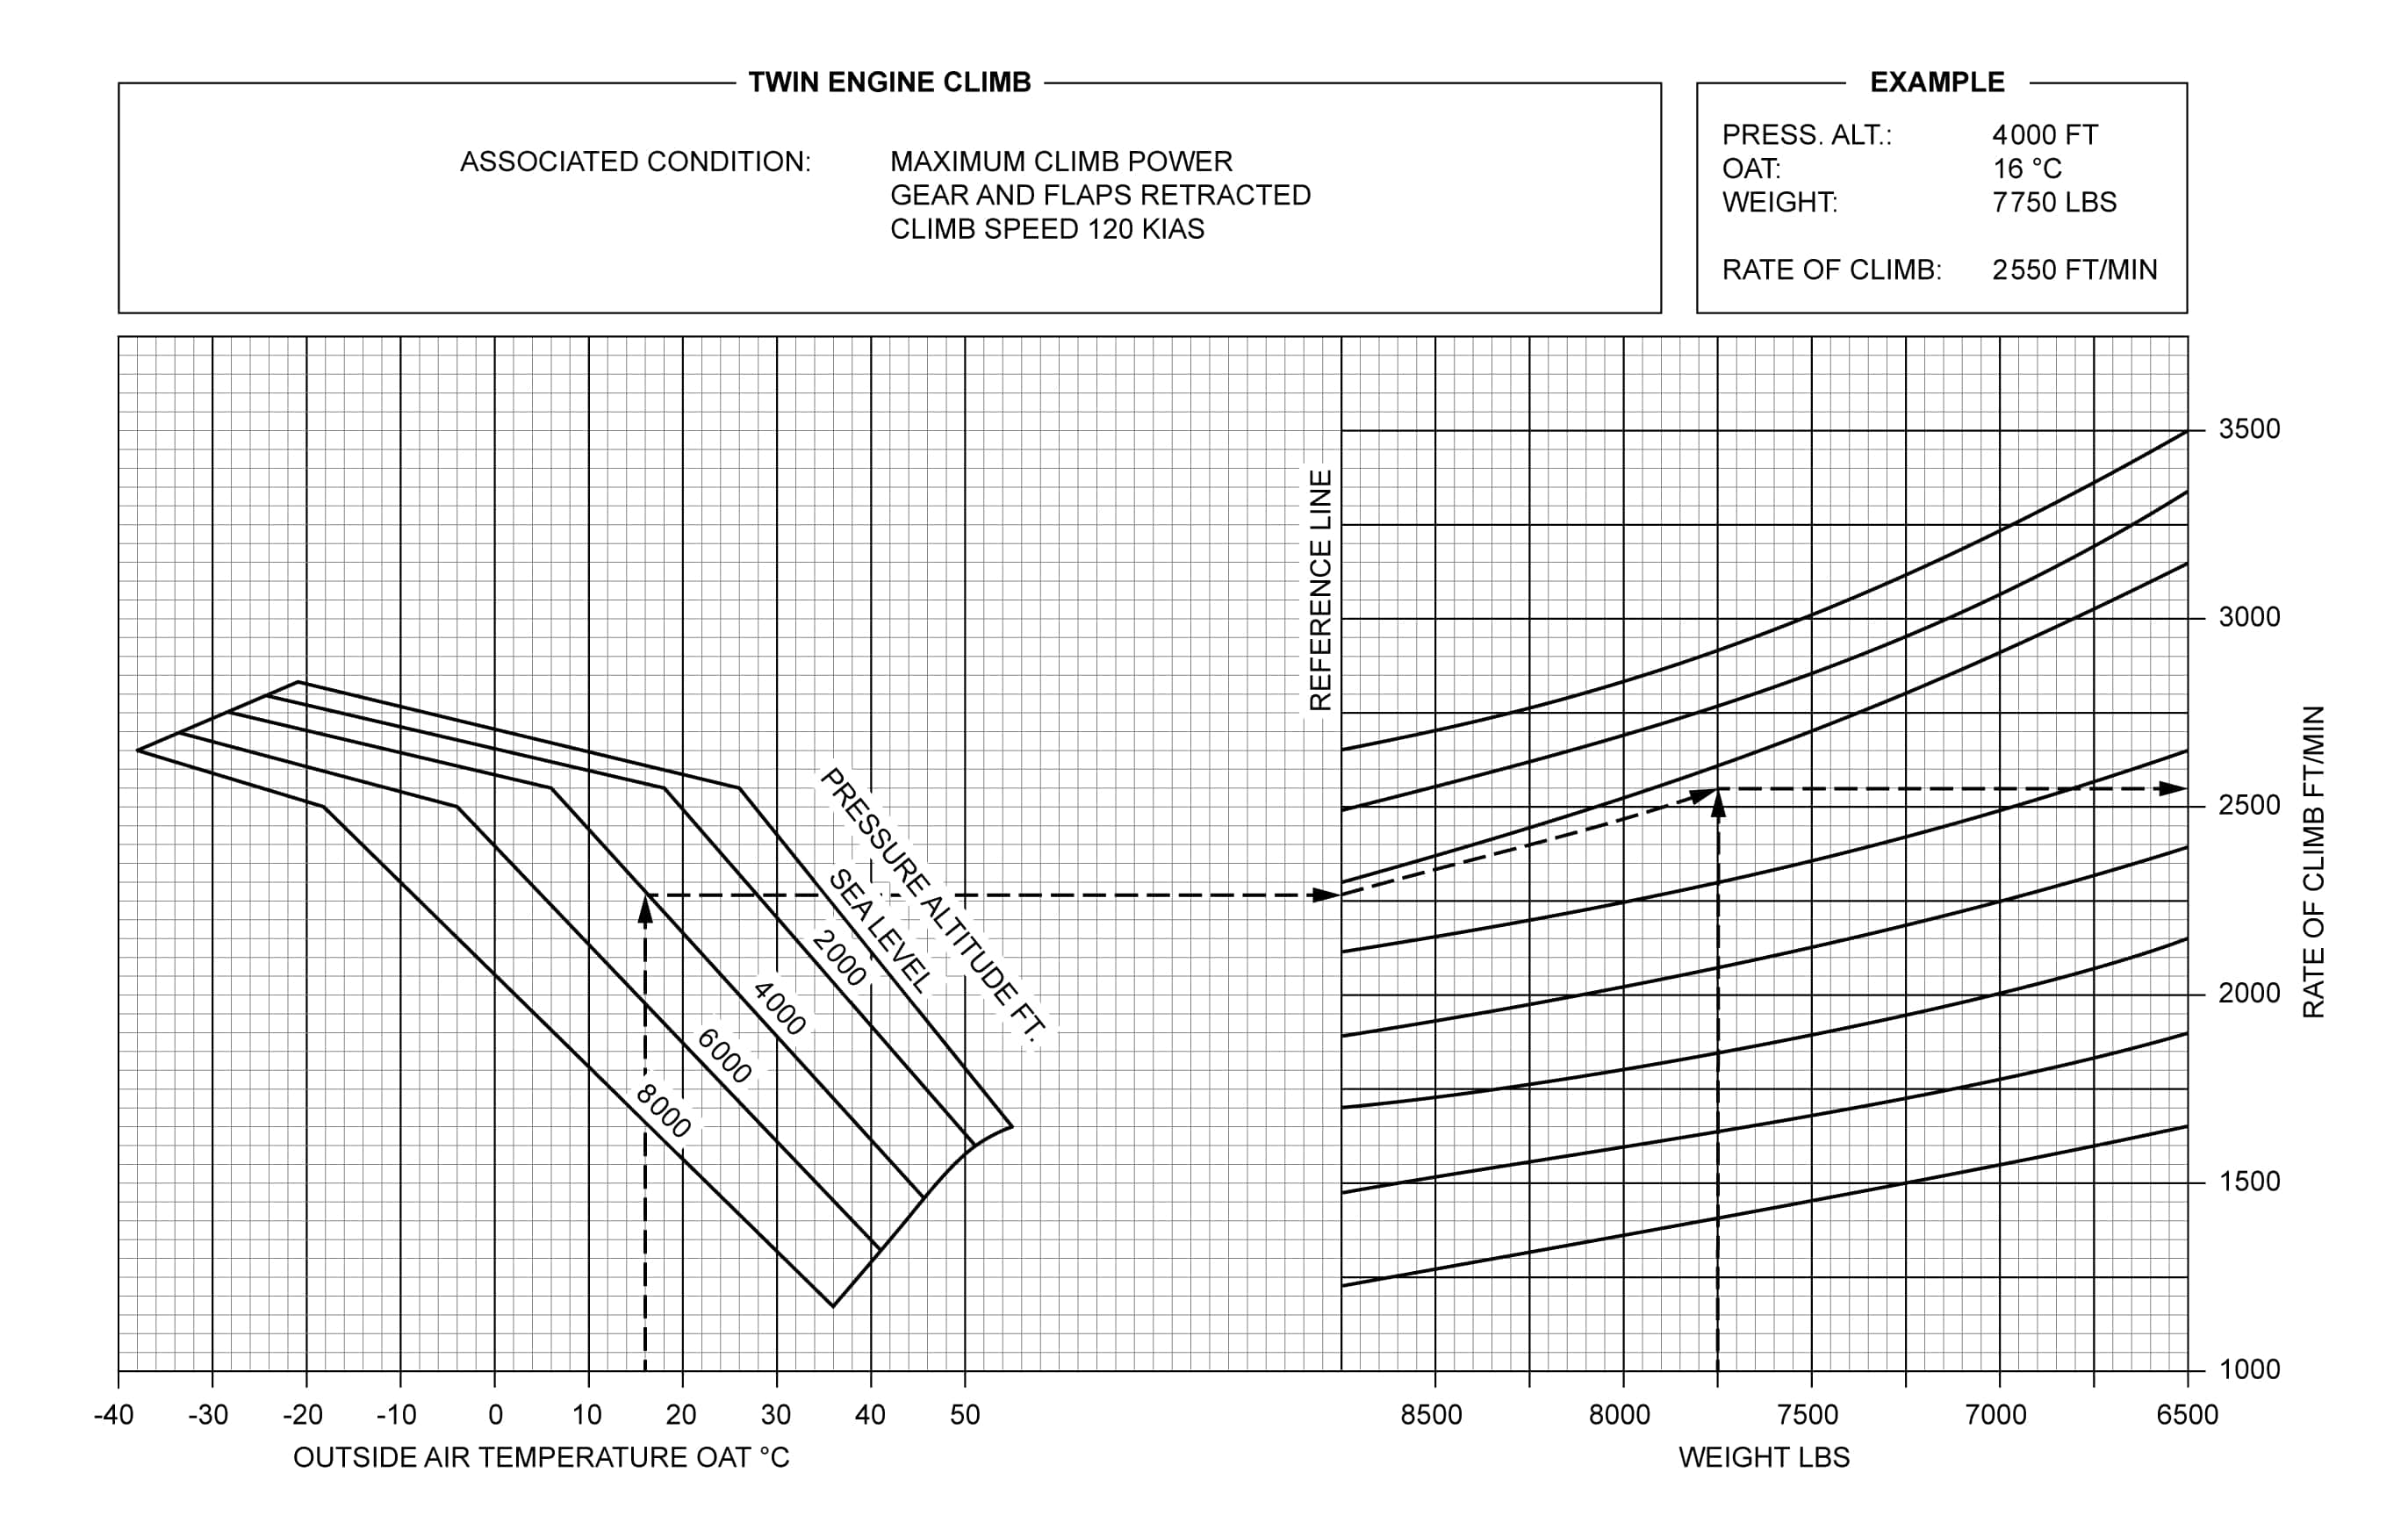 TWIN ENGINE CLIMB
ASSOCIATED CONDITION: MAXIMUM CLIMB POWER
GEAR AND FLAPS RETRACTED
CLIMB SPEED 120 KIAS
EXAMPLE
PRESS. ALT.: 4000 FT
OAT: 16 °C
WEIGHT: 7750 LBS
RATE OF CLIMB: 2550 FT/MIN
PRESSURE ALTITUDE FT.
SEA LEVEL
2000
4000
6000
8000
REFERENCE LINE
3500
3000
2500
2000
1500
1000
RATE OF CLIMB FT/MIN
-40 -30 -20 -10 0 10 20 30 40 50
OUTSIDE AIR TEMPERATURE OAT °C
8500 8000 7500 7000 6500
WEIGHT LBS